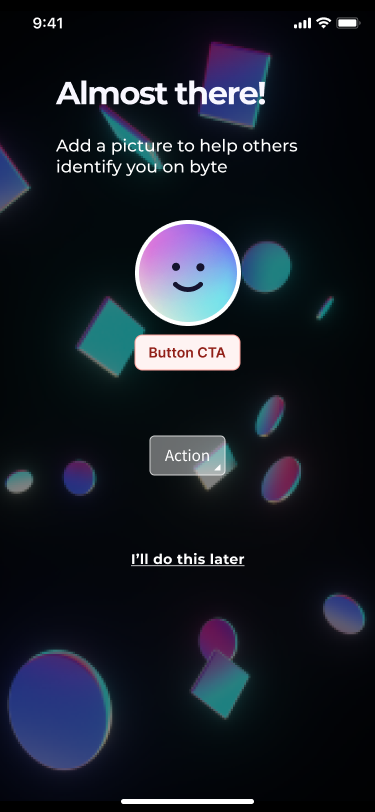 9:41
Almost there!
Add a picture to help others
identify you on byte
Button CTA
Action
I’ll do this later